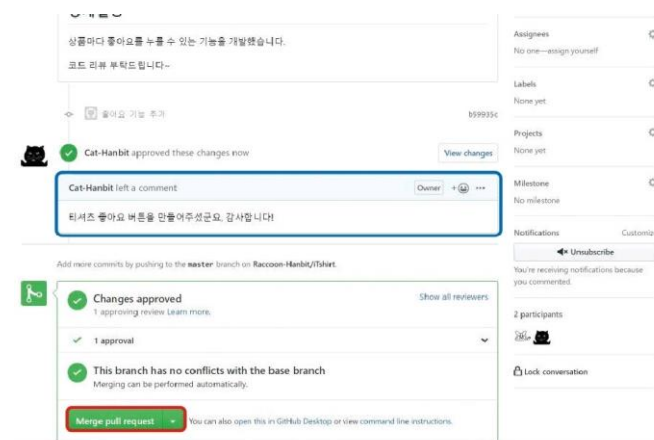 상품마다 좋아요를 누를 수 있는 기능을 개발했습니다.
코드 리뷰 부탁드립니다~
좋아요 기능 추가
b59935c
Cat-Hanbit approved these changes now
View changes
Cat-Hanbit left a comment
Owner
티셔츠 좋아요 버튼을 만들어주셨군요. 감사합니다!
Add more commits by pushing to the master branch on Raccoon-Hanbit/iTshirt.
Changes approved
Show all reviewers
1 approving review Learn more.
1 approval
This branch has no conflicts with the base branch
Merging can be performed automatically.
Merge pull request
You can also open this in GitHub Desktop or view command line instructions.
Assignees
No one—assign yourself
Labels
None yet
Projects
None yet
Milestone
No milestone
Notifications
Customize
Unsubscribe
You're receiving notifications because
you commented.
2 participants
Lock conversation